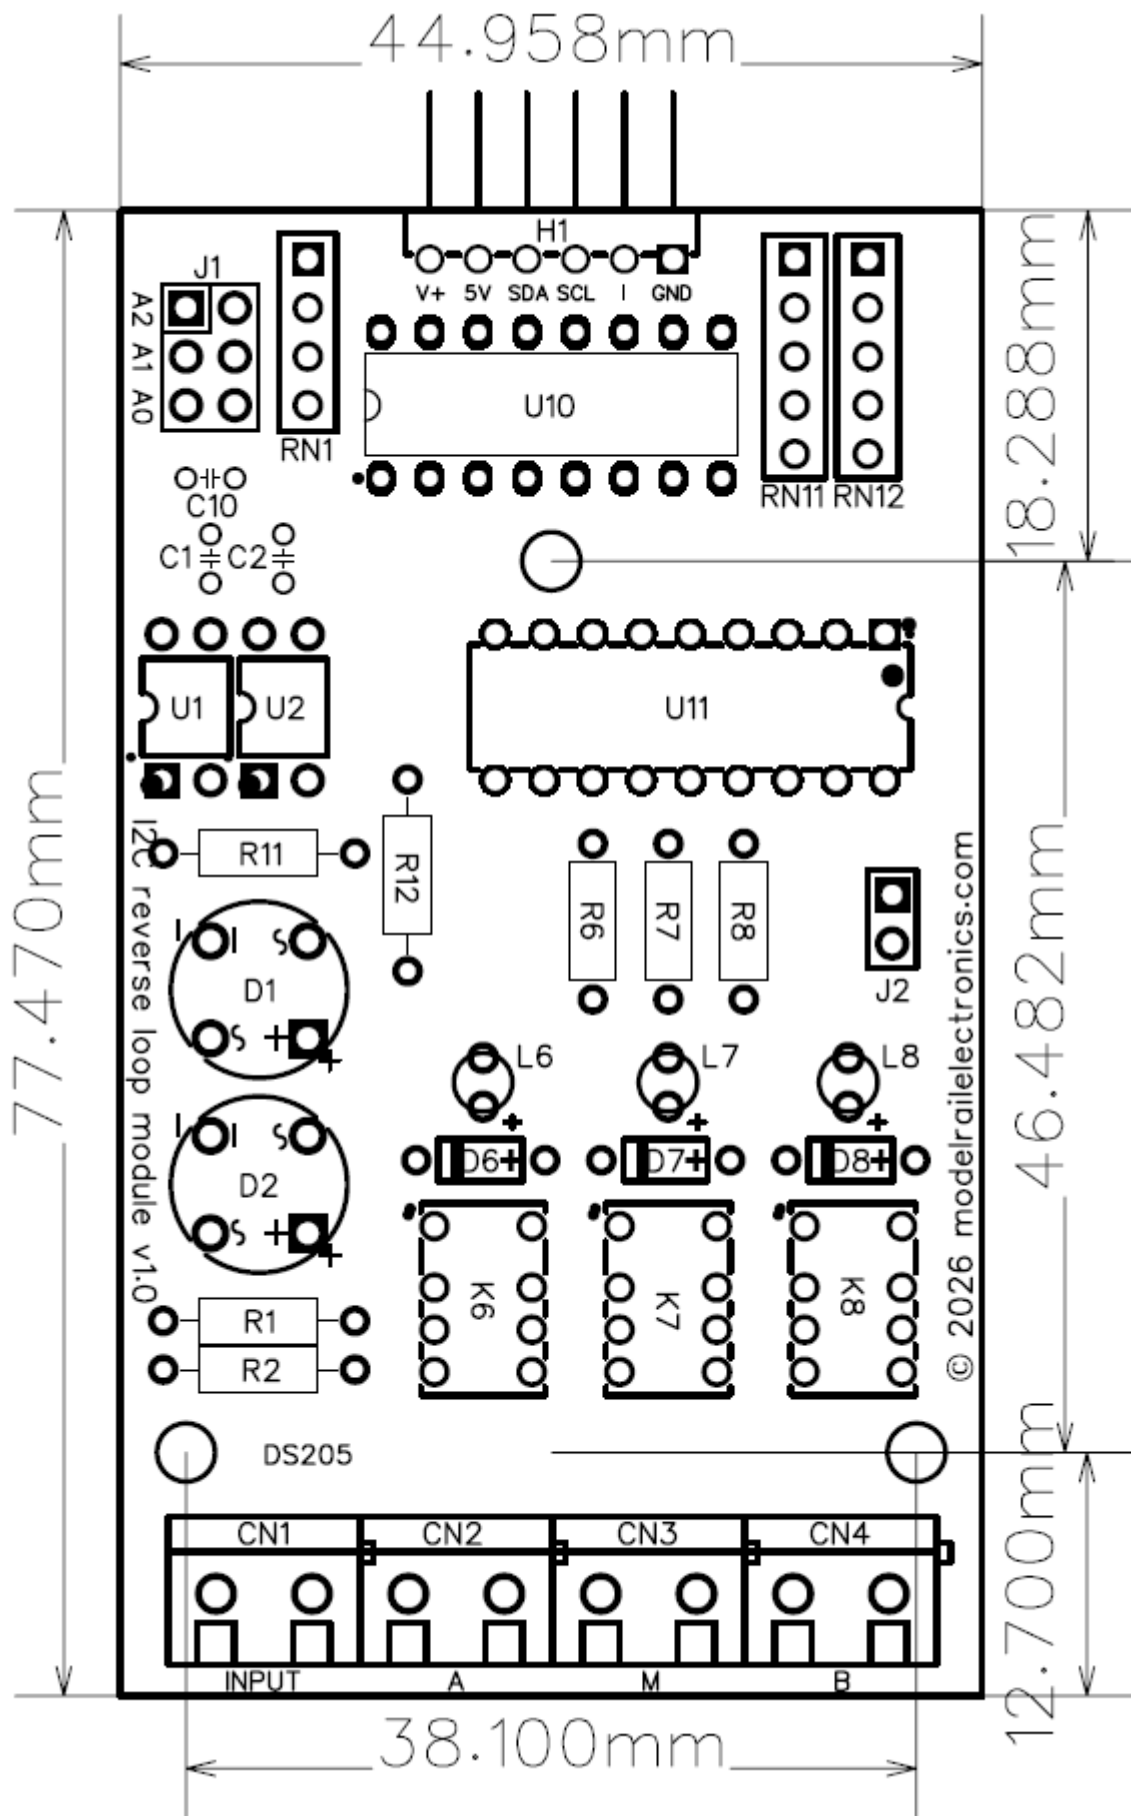 44.958mm
H1
V+ 5V SDA SCL I GND
J1
A2 A1 A0
RN1
U10
RN11 RN12
18.288mm
C10
C1 C2
U1 U2
U11
77.470mm
46.482mm
I2C reverse loop module v1.0
R11
R12
R6 R7 R8
J2
© 2026 modelrailelectronics.com
- - S
D1
S + +
L6 L7 L8
+ + +
- - S
D2
S + +
D6+ D7+ D8+
K6 K7 K8
R1
R2
DS205
12.700mm
CN1 CN2 CN3 CN4
INPUT A M B
38.100mm